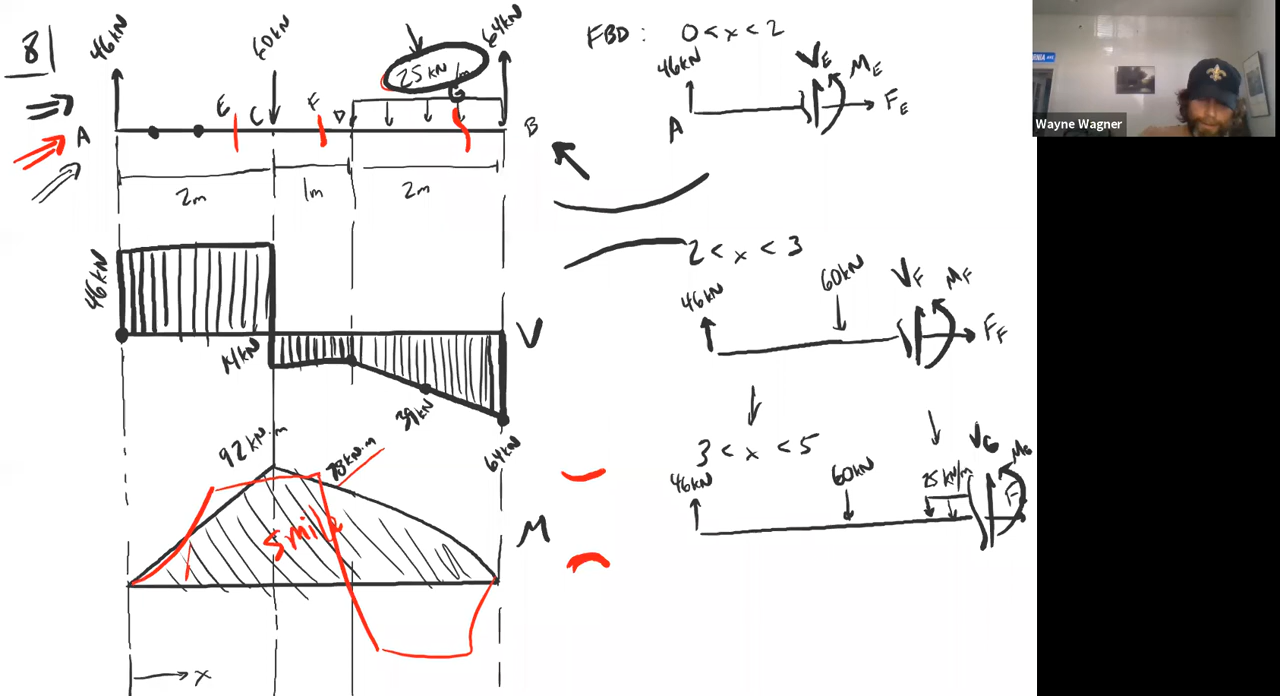 8
46kN
60kN
64kN
25 kN/m
E
C
F
D
G
A
B
2m
1m
2m
46kN
14kN
39kN
64kN
V
92 kN·m
78kN·m
smile
M
x
FBD: 0 < x < 2
46kN
A
VE
ME
FE
2 < x < 3
46kN
60kN
VF
MF
FF
3 < x < 5
46kN
60kN
25 kN/m
VG
MG
F
Wayne Wagner